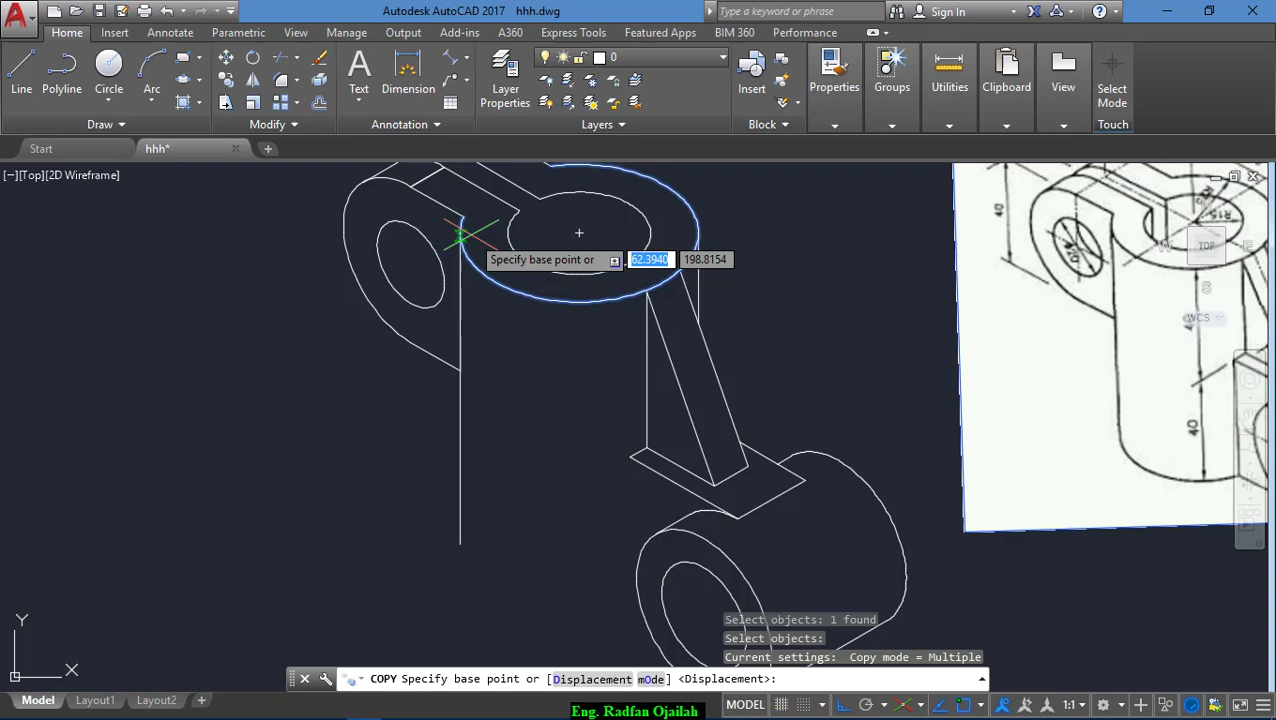 Autodesk AutoCAD 2017 hhh.dwg
Type a keyword or phrase
Sign In
Home Insert Annotate Parametric View Manage Output Add-ins A360 Express Tools Featured Apps BIM 360 Performance
0
Line Polyline Circle Arc
Text Dimension
Layer Properties
Insert
Properties Groups Utilities Clipboard View
Select Mode
Draw Modify Annotation Layers Block Touch
Start hhh*
[−][Top][2D Wireframe]
40
R15
W TOP
S
WCS
Specify base point or 62.3940 198.8154
40
Y
X
Select objects: 1 found
Select objects:
Current settings: Copy mode = Multiple
COPY Specify base point or [Displacement mOde] <Displacement>:
Model Layout1 Layout2 +
MODEL
1:1
Eng. Radfan Ojailah